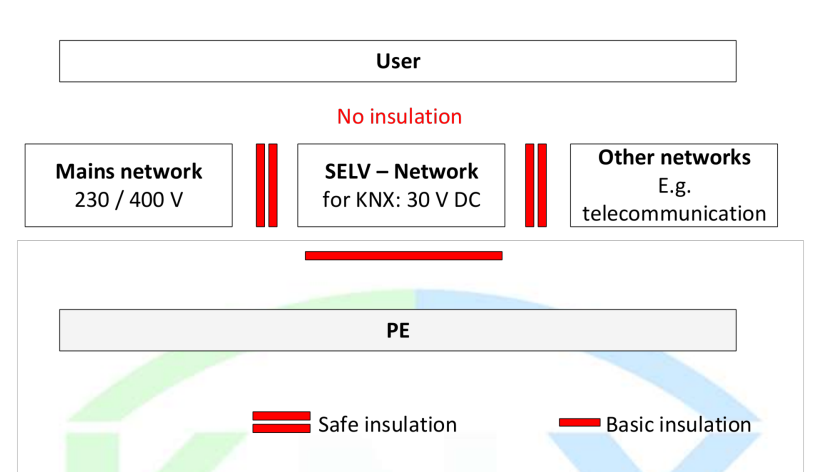 User
No insulation
Mains network
230 / 400 V
SELV – Network
for KNX: 30 V DC
Other networks
E.g.
telecommunication
PE
Safe insulation
Basic insulation